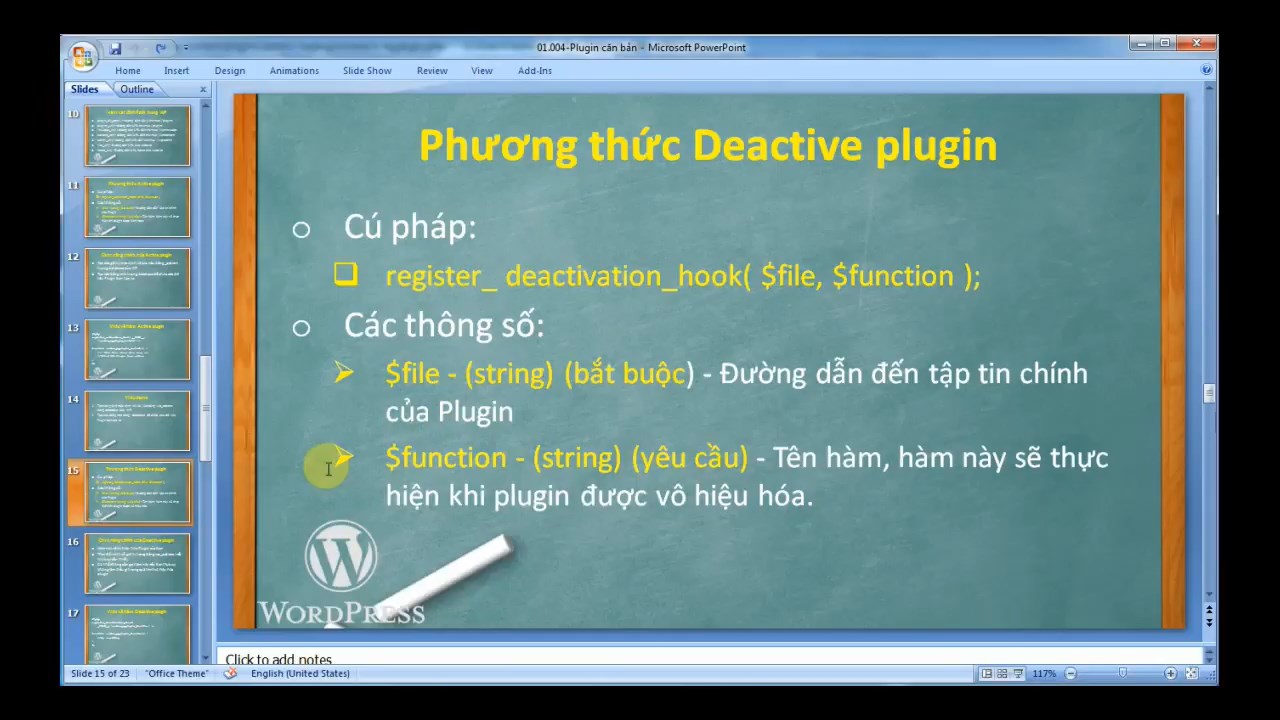 01.004-Plugin căn bản - Microsoft PowerPoint
Home Insert Design Animations Slide Show Review View Add-Ins
Slides Outline x
10
11
12
13
14
15
16
17
Phương thức Deactive plugin
Cú pháp:
register_ deactivation_hook( $file, $function );
Các thông số:
$file - (string) (bắt buộc) - Đường dẫn đến tập tin chính
của Plugin
$function - (string) (yêu cầu) - Tên hàm, hàm này sẽ thực
hiện khi plugin được vô hiệu hóa.
WORDPRESS
Click to add notes
Slide 15 of 23 "Office Theme" English (United States) 117%